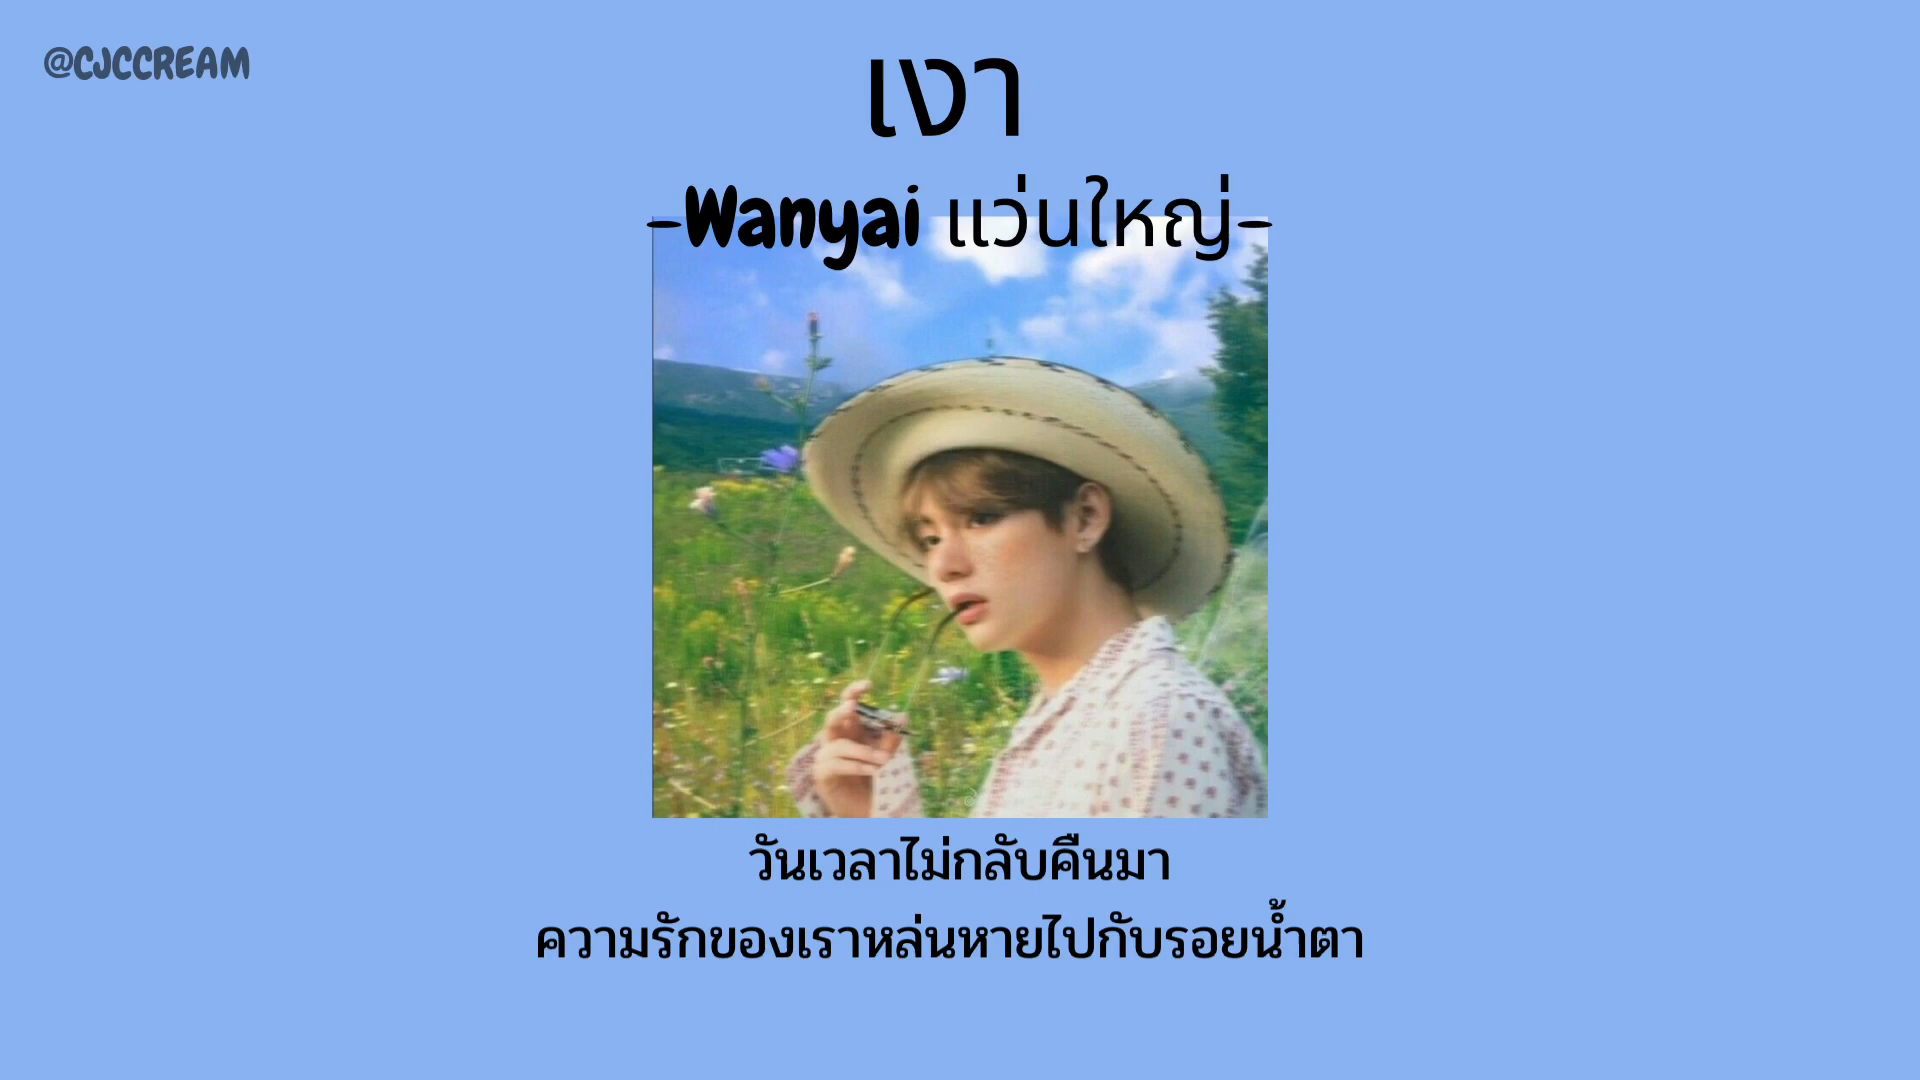 @CJCCREAM
เงา
-Wanyai แว่นใหญ่-
วันเวลาไม่กลับคืนมา
ความรักของเราหล่นหายไปกับรอยน้ำตา